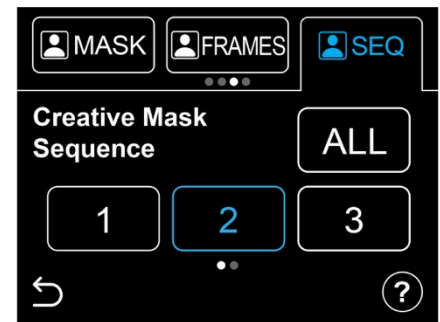 MASK FRAMES SEQ
Creative Mask
Sequence
ALL
1 2 3
?